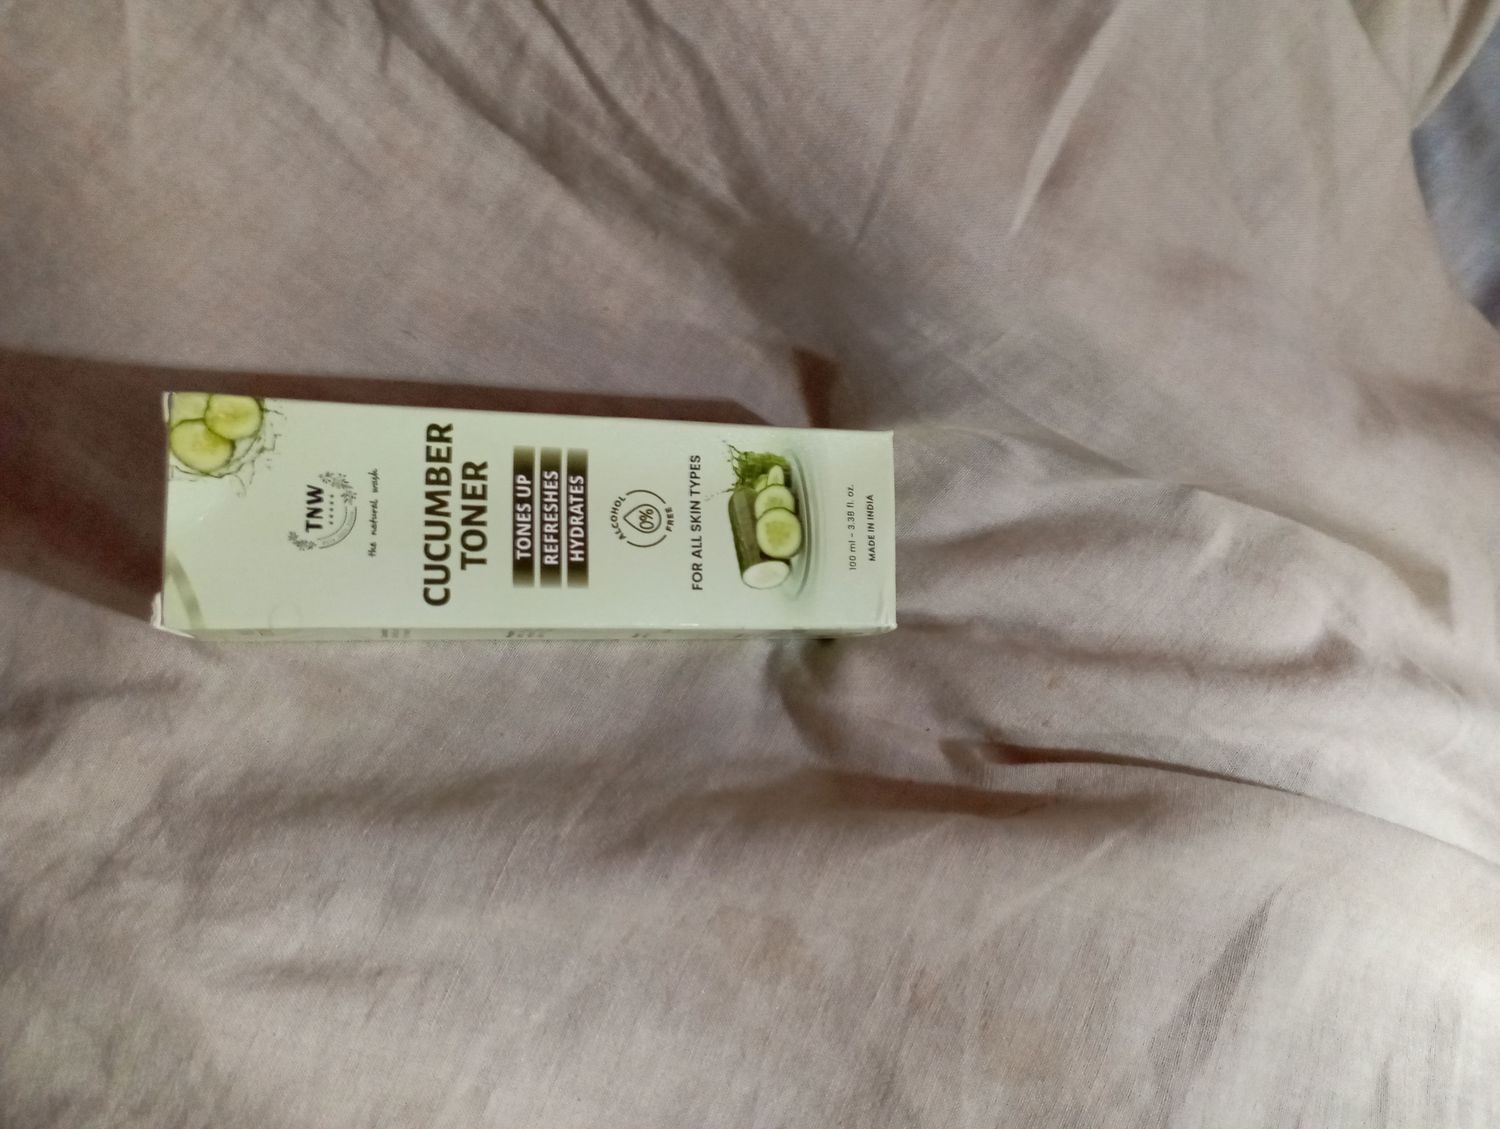 TNW
the natural wash
CUCUMBER
TONER
TONES UP
REFRESHES
HYDRATES
ALCOHOL
0%
FREE
FOR ALL SKIN TYPES
100 ml - 3.38 fl. oz.
MADE IN INDIA